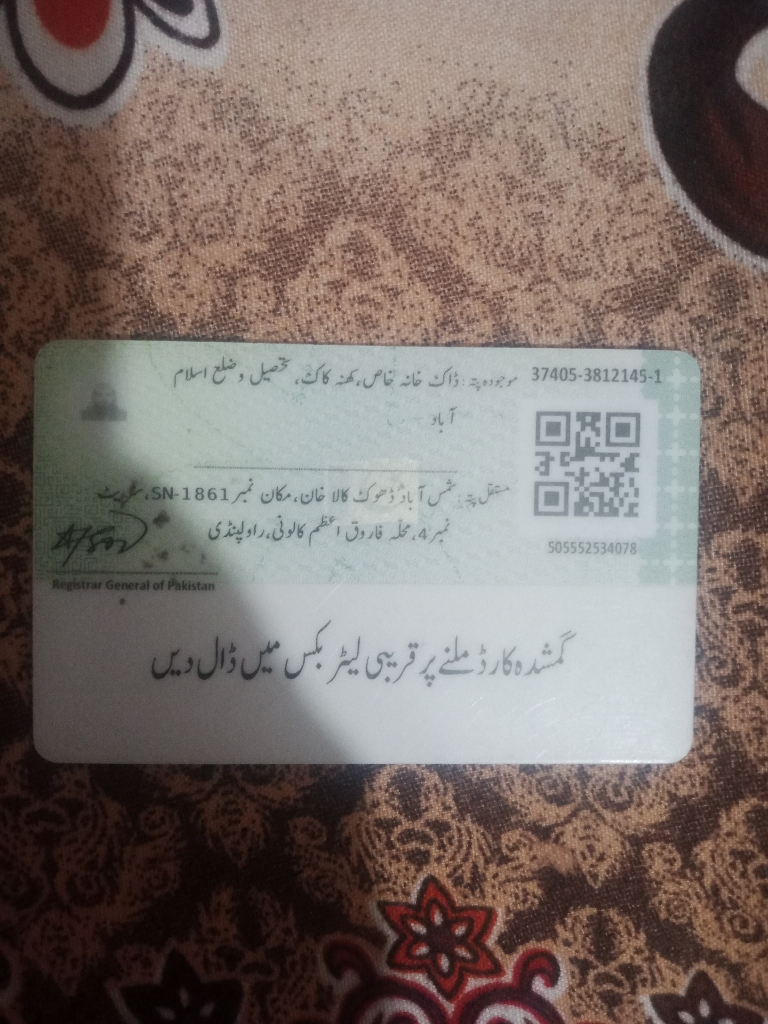 37405-3812145-1
موجودہ پتہ: ڈاک خانہ خاص، کھنہ کاک، تحصیل و ضلع اسلام
آباد
مستقل پتہ: شمس آباد ڈھوک کالا خان، مکان نمبر SN-1861، سٹریٹ
نمبر 4، محلہ فاروق اعظم کالونی، راولپنڈی
505552534078
Registrar General of Pakistan
گمشدہ کارڈ ملنے پر قریبی لیٹر بکس میں ڈال دیں